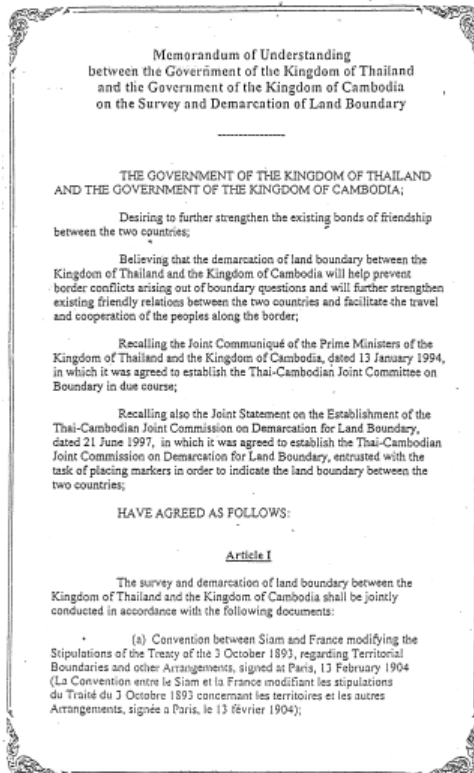 Memorandum of Understanding
between the Government of the Kingdom of Thailand
and the Government of the Kingdom of Cambodia
on the Survey and Demarcation of Land Boundary
THE GOVERNMENT OF THE KINGDOM OF THAILAND
AND THE GOVERNMENT OF THE KINGDOM OF CAMBODIA;
Desiring to further strengthen the existing bonds of friendship
between the two countries;
Believing that the demarcation of land boundary between the
Kingdom of Thailand and the Kingdom of Cambodia will help prevent
border conflicts arising out of boundary questions and will further strengthen
existing friendly relations between the two countries and facilitate the travel
and cooperation of the peoples along the border;
Recalling the Joint Communiqué of the Prime Ministers of the
Kingdom of Thailand and the Kingdom of Cambodia, dated 13 January 1994,
in which it was agreed to establish the Thai-Cambodian Joint Committee on
Boundary in due course;
Recalling also the Joint Statement on the Establishment of the
Thai-Cambodian Joint Commission on Demarcation for Land Boundary,
dated 21 June 1997, in which it was agreed to establish the Thai-Cambodian
Joint Commission on Demarcation for Land Boundary, entrusted with the
task of placing markers in order to indicate the land boundary between the
two countries;
HAVE AGREED AS FOLLOWS:
Article I
The survey and demarcation of land boundary between the
Kingdom of Thailand and the Kingdom of Cambodia shall be jointly
conducted in accordance with the following documents:
(a) Convention between Siam and France modifying the
Stipulations of the Treaty of the 3 October 1893, regarding Territorial
Boundaries and other Arrangements, signed at Paris, 13 February 1904
(La Convention entre le Siam et la France modifiant les stipulations
du Traité du 3 Octobre 1893 concernant les territoires et les autres
Arrangements, signée a Paris, le 13 février 1904);